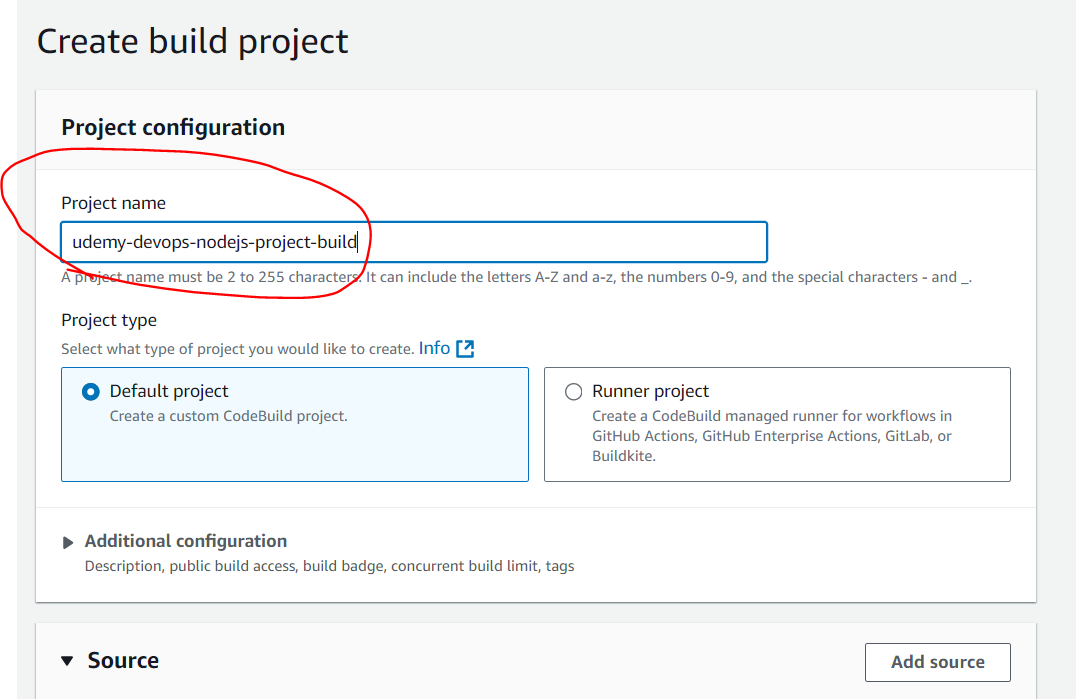 Create build project
Project configuration
Project name
udemy-devops-nodejs-project-build
A project name must be 2 to 255 characters. It can include the letters A-Z and a-z, the numbers 0-9, and the special characters - and _.
Project type
Select what type of project you would like to create. Info
Default project
Create a custom CodeBuild project.
Runner project
Create a CodeBuild managed runner for workflows in
GitHub Actions, GitHub Enterprise Actions, GitLab, or
Buildkite.
Additional configuration
Description, public build access, build badge, concurrent build limit, tags
Source
Add source